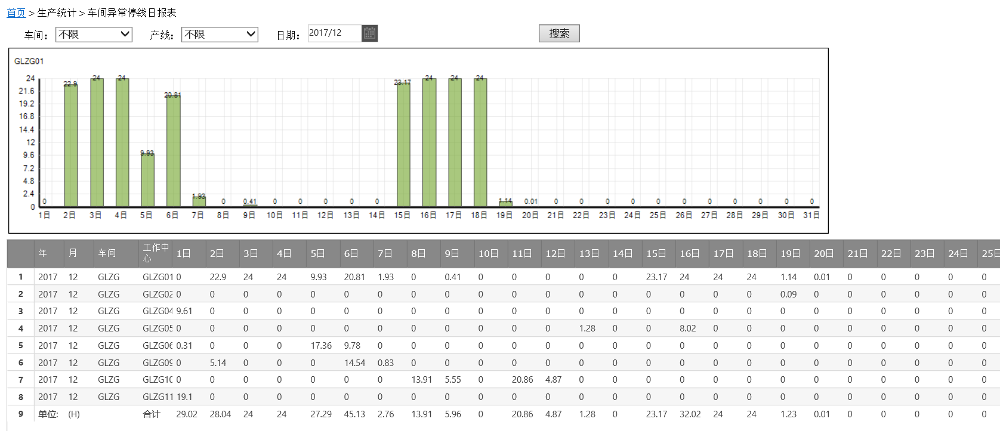 首页 > 生产统计 > 车间异常停线日报表
车间: 不限 产线: 不限 日期: 2017/12 搜索
GLZG01
24
21.6
19.2
16.8
14.4
12
9.6
7.2
4.8
2.4
0
0 22.9 24 24 9.93 20.81 1.93 0 0.41 0 0 0 0 0 23.17 24 24 24 1.14 0.01 0 0 0 0 0 0 0 0 0 0 0
1日 2日 3日 4日 5日 6日 7日 8日 9日 10日 11日 12日 13日 14日 15日 16日 17日 18日 19日 20日 21日 22日 23日 24日 25日 26日 27日 28日 29日 30日 31日
年 月 车间 工作中心 1日 2日 3日 4日 5日 6日 7日 8日 9日 10日 11日 12日 13日 14日 15日 16日 17日 18日 19日 20日 21日 22日 23日 24日 25日
1 2017 12 GLZG GLZG01 0 22.9 24 24 9.93 20.81 1.93 0 0.41 0 0 0 0 0 23.17 24 24 24 1.14 0.01 0 0 0 0 0
2 2017 12 GLZG GLZG02 0 0 0 0 0 0 0 0 0 0 0 0 0 0 0 0 0 0 0.09 0 0 0 0 0 0
3 2017 12 GLZG GLZG04 9.61 0 0 0 0 0 0 0 0 0 0 0 0 0 0 0 0 0 0 0 0 0 0 0 0
4 2017 12 GLZG GLZG05 0 0 0 0 0 0 0 0 0 0 0 0 1.28 0 0 8.02 0 0 0 0 0 0 0 0 0
5 2017 12 GLZG GLZG06 0.31 0 0 0 17.36 9.78 0 0 0 0 0 0 0 0 0 0 0 0 0 0 0 0 0 0 0
6 2017 12 GLZG GLZG09 0 5.14 0 0 0 14.54 0.83 0 0 0 0 0 0 0 0 0 0 0 0 0 0 0 0 0 0
7 2017 12 GLZG GLZG10 0 0 0 0 0 0 0 13.91 5.55 0 20.86 4.87 0 0 0 0 0 0 0 0 0 0 0 0 0
8 2017 12 GLZG GLZG11 19.1 0 0 0 0 0 0 0 0 0 0 0 0 0 0 0 0 0 0 0 0 0 0 0 0
9 单位: (H) 合计 29.02 28.04 24 24 27.29 45.13 2.76 13.91 5.96 0 20.86 4.87 1.28 0 23.17 32.02 24 24 1.23 0.01 0 0 0 0 0